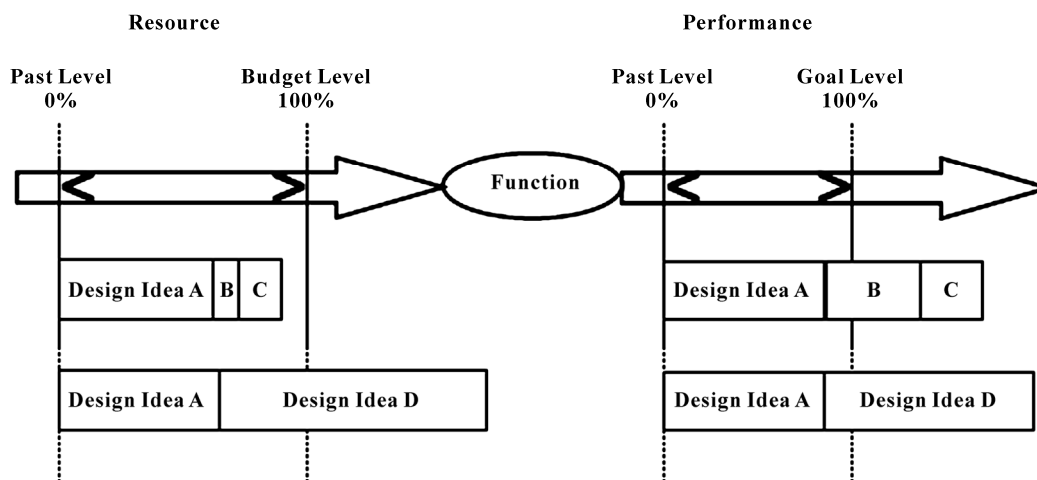 Resource
Performance
Past Level
0%
Budget Level
100%
Past Level
0%
Goal Level
100%
Function
Design Idea A
B
C
Design Idea A
B
C
Design Idea A
Design Idea D
Design Idea A
Design Idea D